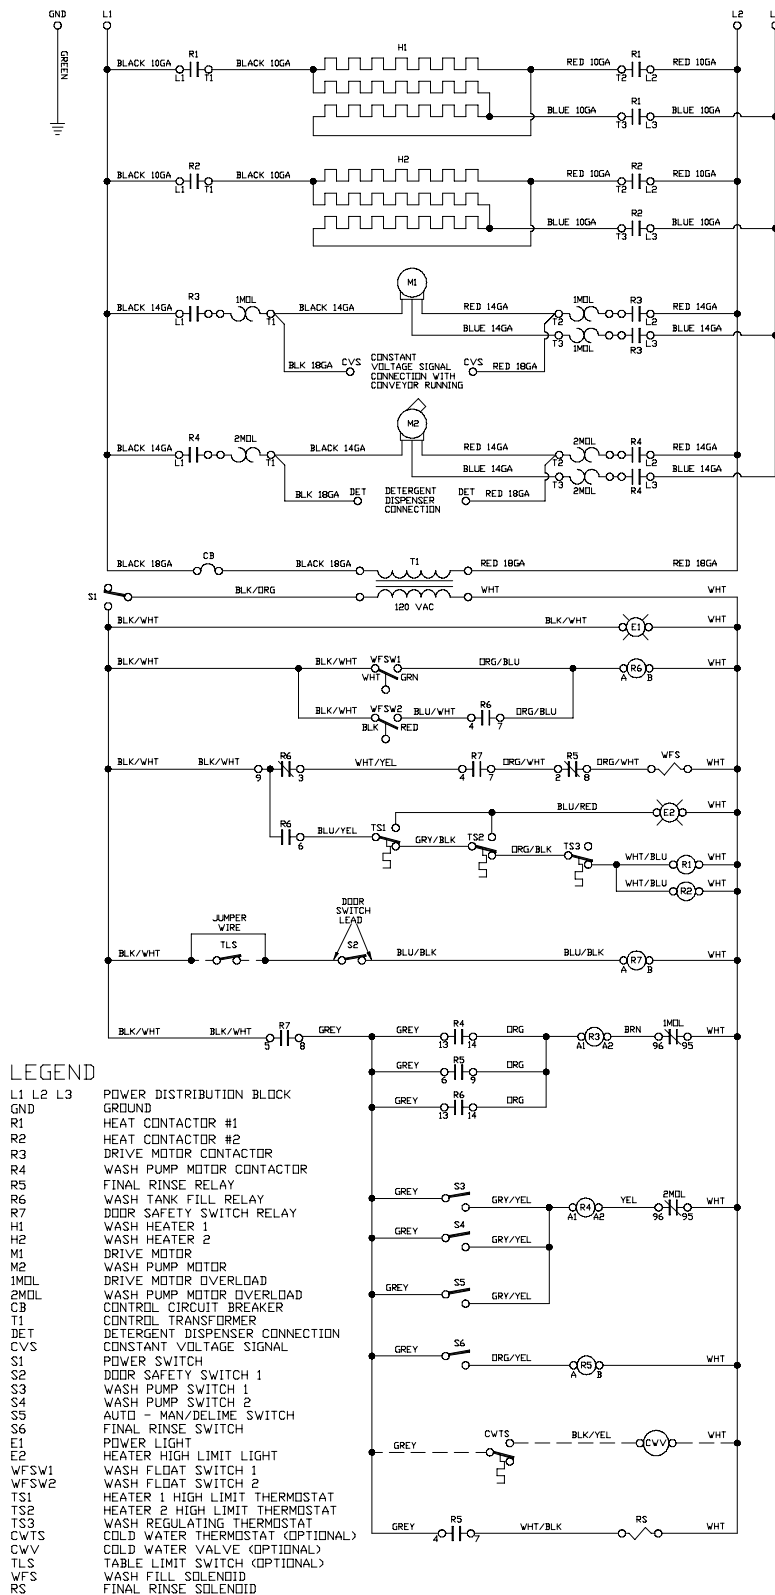 GND L1 L2 L
GREEN
H1
BLACK 10GA R1 BLACK 10GA RED 10GA R1 RED 10GA
L1 T1 T2 L2
R1
BLUE 10GA BLUE 10GA
T3 L3
H2
BLACK 10GA R2 BLACK 10GA RED 10GA R2 RED 10GA
L1 T1 T2 L2
R2
BLUE 10GA BLUE 10GA
T3 L3
M1
BLACK 14GA R3 1MOL BLACK 14GA RED 14GA 1MOL R3 RED 14GA
L1 T1 T2 L2
BLUE 14GA BLUE 14GA
T3 1MOL R3 L3
BLK 18GA CVS CONSTANT VOLTAGE SIGNAL CONNECTION WITH CONVEYOR RUNNING CVS RED 18GA
M2
BLACK 14GA R4 2MOL BLACK 14GA RED 14GA 2MOL R4 RED 14GA
L1 T1 T2 L2
BLUE 14GA BLUE 14GA
T3 2MOL R4 L3
BLK 18GA DET DETERGENT DISPENSER CONNECTION DET RED 18GA
BLACK 18GA CB BLACK 18GA T1 RED 18GA RED 18GA
S1 BLK/ORG WHT WHT
120 VAC
BLK/WHT BLK/WHT E1 WHT
BLK/WHT BLK/WHT WFSW1 ORG/BLU R6 WHT
WHT GRN A B
BLK/WHT WFSW2 BLU/WHT R6 ORG/BLU
BLK RED 4 7
BLK/WHT BLK/WHT R6 WHT/YEL R7 ORG/WHT R5 ORG/WHT WFS WHT
9 3 4 7 2 8
BLU/RED E2 WHT
R6 BLU/YEL TS1 GRY/BLK TS2 ORG/BLK TS3
6
WHT/BLU R1 WHT
WHT/BLU R2 WHT
JUMPER WIRE DOOR SWITCH LEAD
BLK/WHT TLS S2 BLU/BLK BLU/BLK R7 WHT
A B
BLK/WHT BLK/WHT R7 GREY GREY R4 ORG R3 BRN 1MOL WHT
5 8 13 14 A1 A2 96 95
GREY R5 ORG
6 9
GREY R6 ORG
13 14
GREY S3 GRY/YEL R4 YEL 2MOL WHT
A1 A2 96 95
GREY S4 GRY/YEL
GREY S5 GRY/YEL
GREY S6 ORG/YEL R5 WHT
A B
GREY CWTS BLK/YEL CWV WHT
GREY R5 WHT/BLK RS WHT
4 7
LEGEND
L1 L2 L3 POWER DISTRIBUTION BLOCK
GND GROUND
R1 HEAT CONTACTOR #1
R2 HEAT CONTACTOR #2
R3 DRIVE MOTOR CONTACTOR
R4 WASH PUMP MOTOR CONTACTOR
R5 FINAL RINSE RELAY
R6 WASH TANK FILL RELAY
R7 DOOR SAFETY SWITCH RELAY
H1 WASH HEATER 1
H2 WASH HEATER 2
M1 DRIVE MOTOR
M2 WASH PUMP MOTOR
1MOL DRIVE MOTOR OVERLOAD
2MOL WASH PUMP MOTOR OVERLOAD
CB CONTROL CIRCUIT BREAKER
T1 CONTROL TRANSFORMER
DET DETERGENT DISPENSER CONNECTION
CVS CONSTANT VOLTAGE SIGNAL
S1 POWER SWITCH
S2 DOOR SAFETY SWITCH 1
S3 WASH PUMP SWITCH 1
S4 WASH PUMP SWITCH 2
S5 AUTO - MAN/DELIME SWITCH
S6 FINAL RINSE SWITCH
E1 POWER LIGHT
E2 HEATER HIGH LIMIT LIGHT
WFSW1 WASH FLOAT SWITCH 1
WFSW2 WASH FLOAT SWITCH 2
TS1 HEATER 1 HIGH LIMIT THERMOSTAT
TS2 HEATER 2 HIGH LIMIT THERMOSTAT
TS3 WASH REGULATING THERMOSTAT
CWTS COLD WATER THERMOSTAT (OPTIONAL)
CWV COLD WATER VALVE (OPTIONAL)
TLS TABLE LIMIT SWITCH (OPTIONAL)
WFS WASH FILL SOLENOID
RS FINAL RINSE SOLENOID